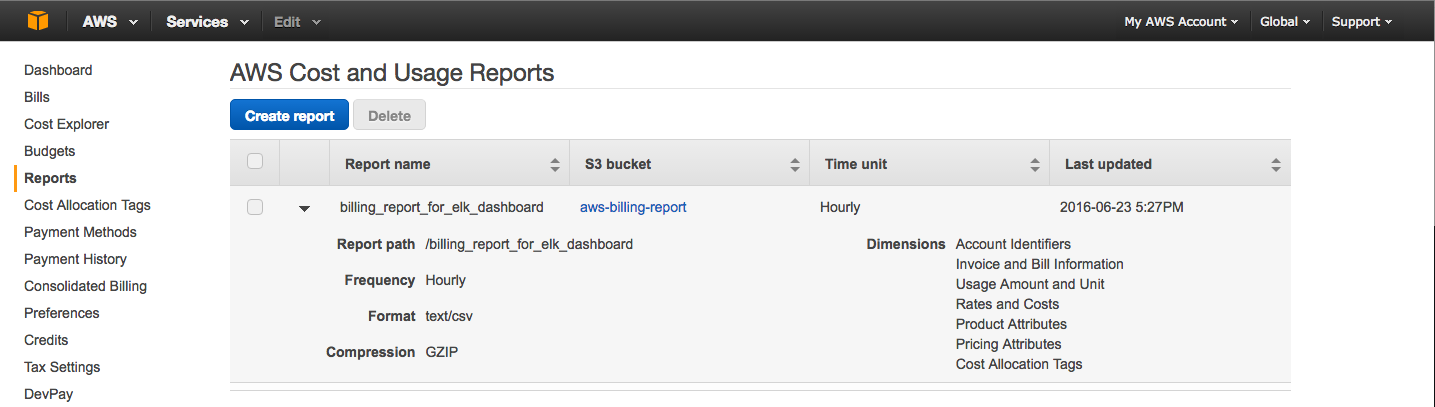 AWS Services Edit My AWS Account Global Support
Dashboard
Bills
Cost Explorer
Budgets
Reports
Cost Allocation Tags
Payment Methods
Payment History
Consolidated Billing
Preferences
Credits
Tax Settings
DevPay
AWS Cost and Usage Reports
Create report Delete
Report name S3 bucket Time unit Last updated
billing_report_for_elk_dashboard aws-billing-report Hourly 2016-06-23 5:27PM
Report path /billing_report_for_elk_dashboard
Frequency Hourly
Format text/csv
Compression GZIP
Dimensions Account Identifiers
Invoice and Bill Information
Usage Amount and Unit
Rates and Costs
Product Attributes
Pricing Attributes
Cost Allocation Tags